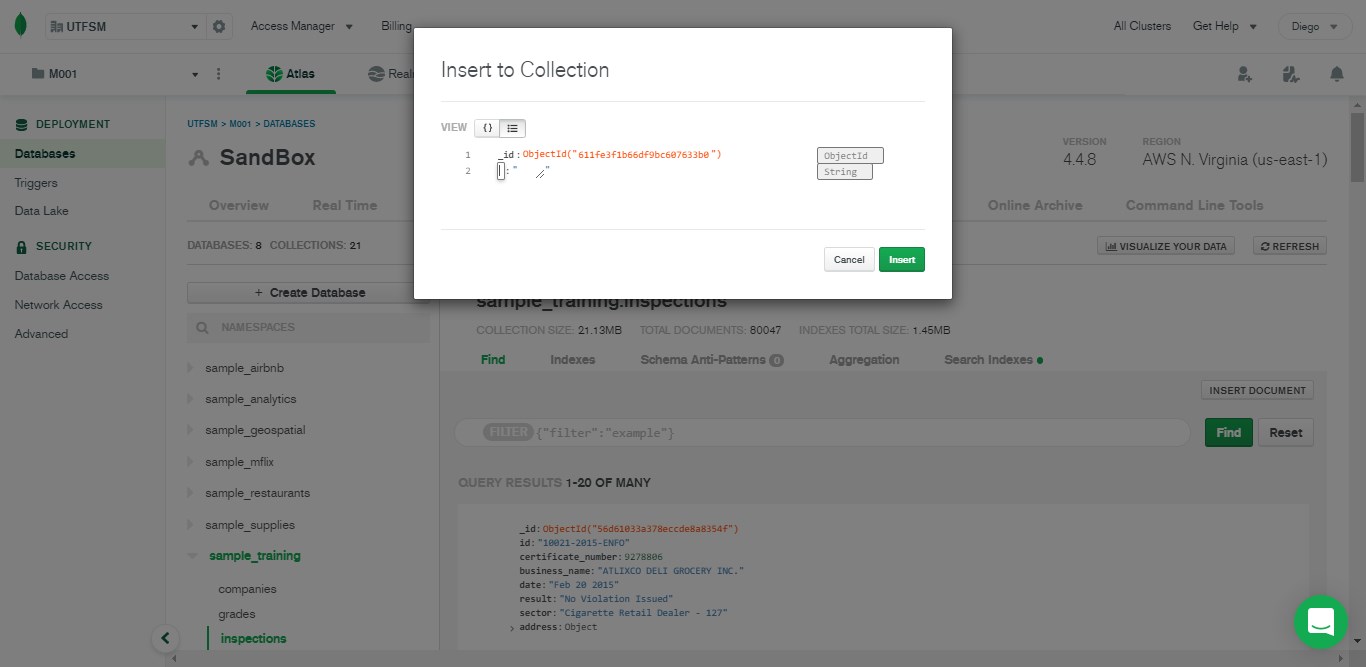 UTFSM Access Manager Billing All Clusters Get Help Diego
M001 Atlas Real
Insert to Collection
VIEW {}
1 _id:ObjectId("611fe3f1b66df9bc607633b0")
ObjectId
2 :""
String
Cancel Insert
DEPLOYMENT
Databases
Triggers
Data Lake
SECURITY
Database Access
Network Access
Advanced
UTFSM > M001 > DATABASES
SandBox
VERSION
4.4.8
REGION
AWS N. Virginia (us-east-1)
Overview Real Time Online Archive Command Line Tools
DATABASES: 8 COLLECTIONS: 21
VISUALIZE YOUR DATA REFRESH
+ Create Database
NAMESPACES
sample_airbnb
sample_analytics
sample_geospatial
sample_mflix
sample_restaurants
sample_supplies
sample_training
companies
grades
inspections
sample_training.inspections
COLLECTION SIZE: 21.13MB TOTAL DOCUMENTS: 80047 INDEXES TOTAL SIZE: 1.45MB
Find Indexes Schema Anti-Patterns 0 Aggregation Search Indexes
INSERT DOCUMENT
FILTER {"filter":"example"}
Find Reset
QUERY RESULTS 1-20 OF MANY
_id:ObjectId("56d61033a378eccde8a8354f")
id:"10021-2015-ENFO"
certificate_number:9278806
business_name:"ATLIXCO DELI GROCERY INC."
date:"Feb 20 2015"
result:"No Violation Issued"
sector:"Cigarette Retail Dealer - 127"
> address:Object